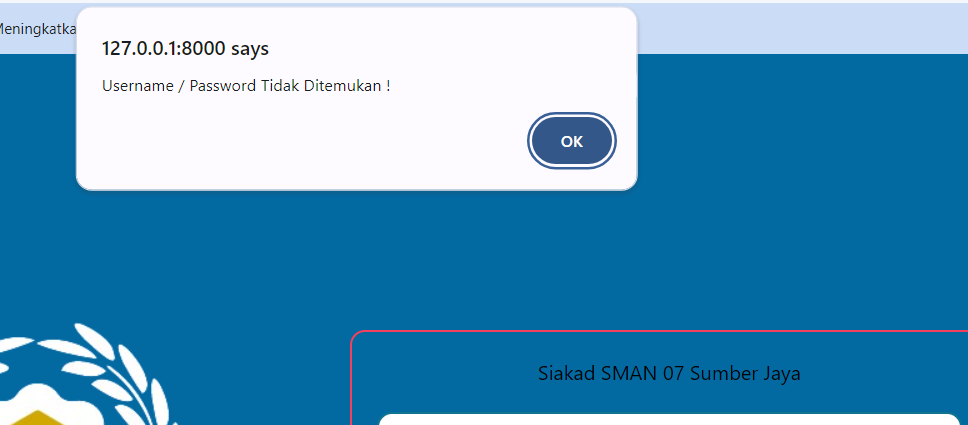 Meningkatka
127.0.0.1:8000 says
Username / Password Tidak Ditemukan !
OK
Siakad SMAN 07 Sumber Jaya